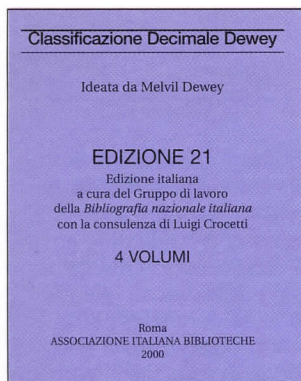 Classificazione Decimale Dewey
Ideata da Melvil Dewey
EDIZIONE 21
Edizione italiana
a cura del Gruppo di lavoro
della Bibliografia nazionale italiana
con la consulenza di Luigi Crocetti
4 VOLUMI
Roma
ASSOCIAZIONE ITALIANA BIBLIOTECHE
2000